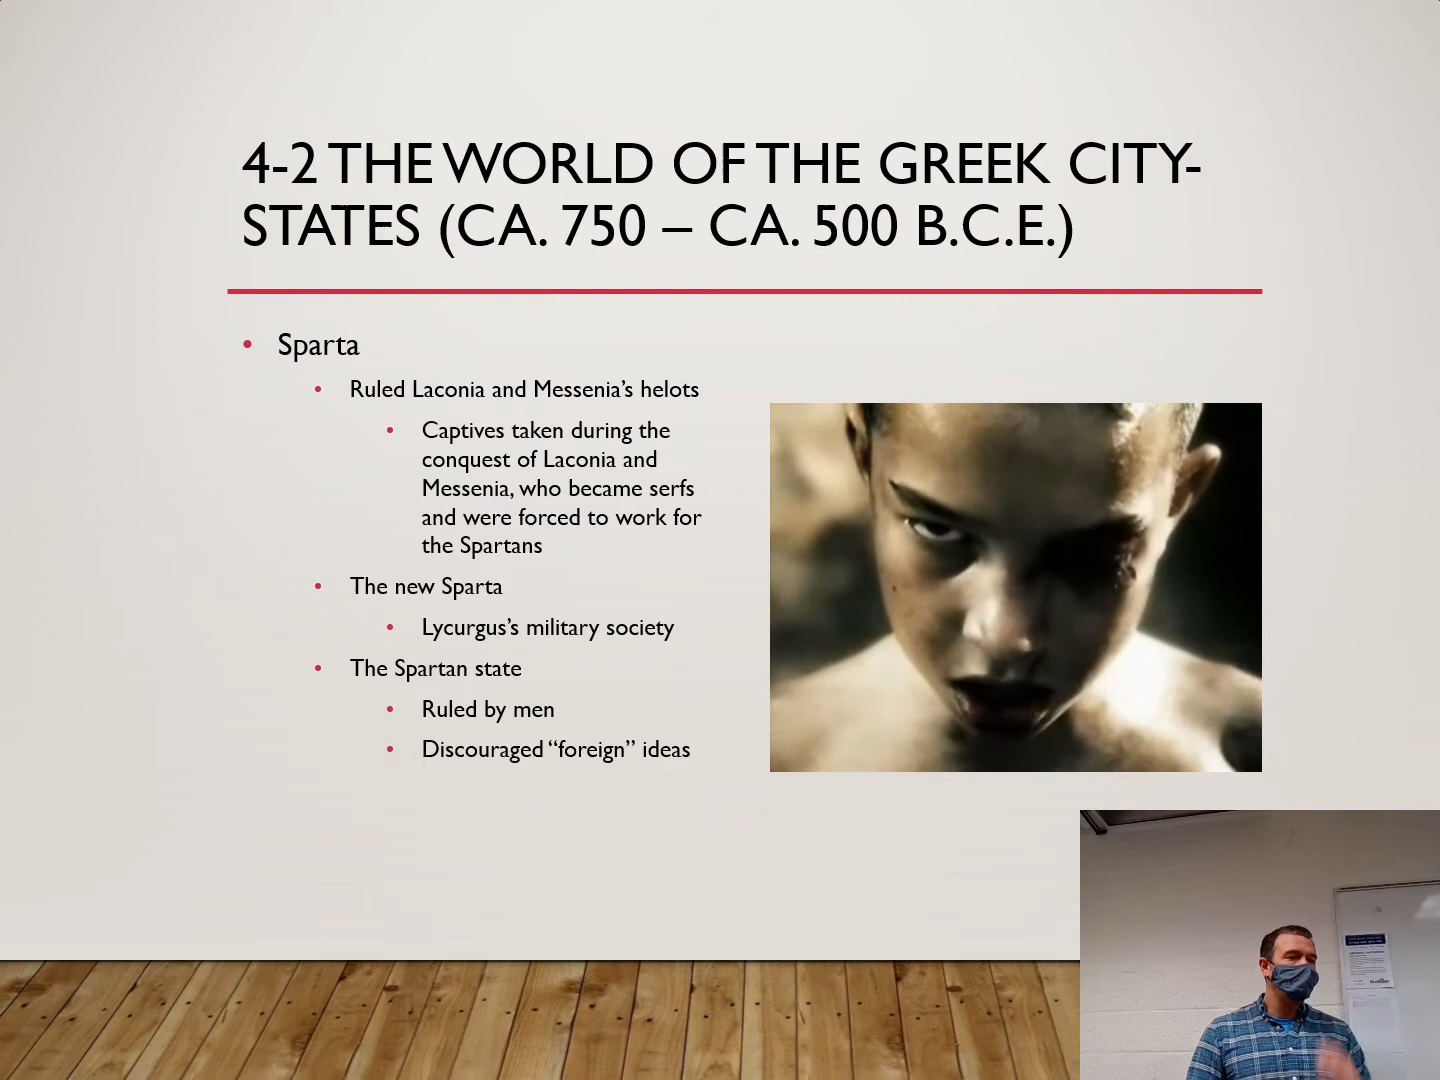 4-2 THE WORLD OF THE GREEK CITY-
STATES (CA. 750 – CA. 500 B.C.E.)
• Sparta
• Ruled Laconia and Messenia’s helots
• Captives taken during the
conquest of Laconia and
Messenia, who became serfs
and were forced to work for
the Spartans
• The new Sparta
• Lycurgus’s military society
• The Spartan state
• Ruled by men
• Discouraged “foreign” ideas